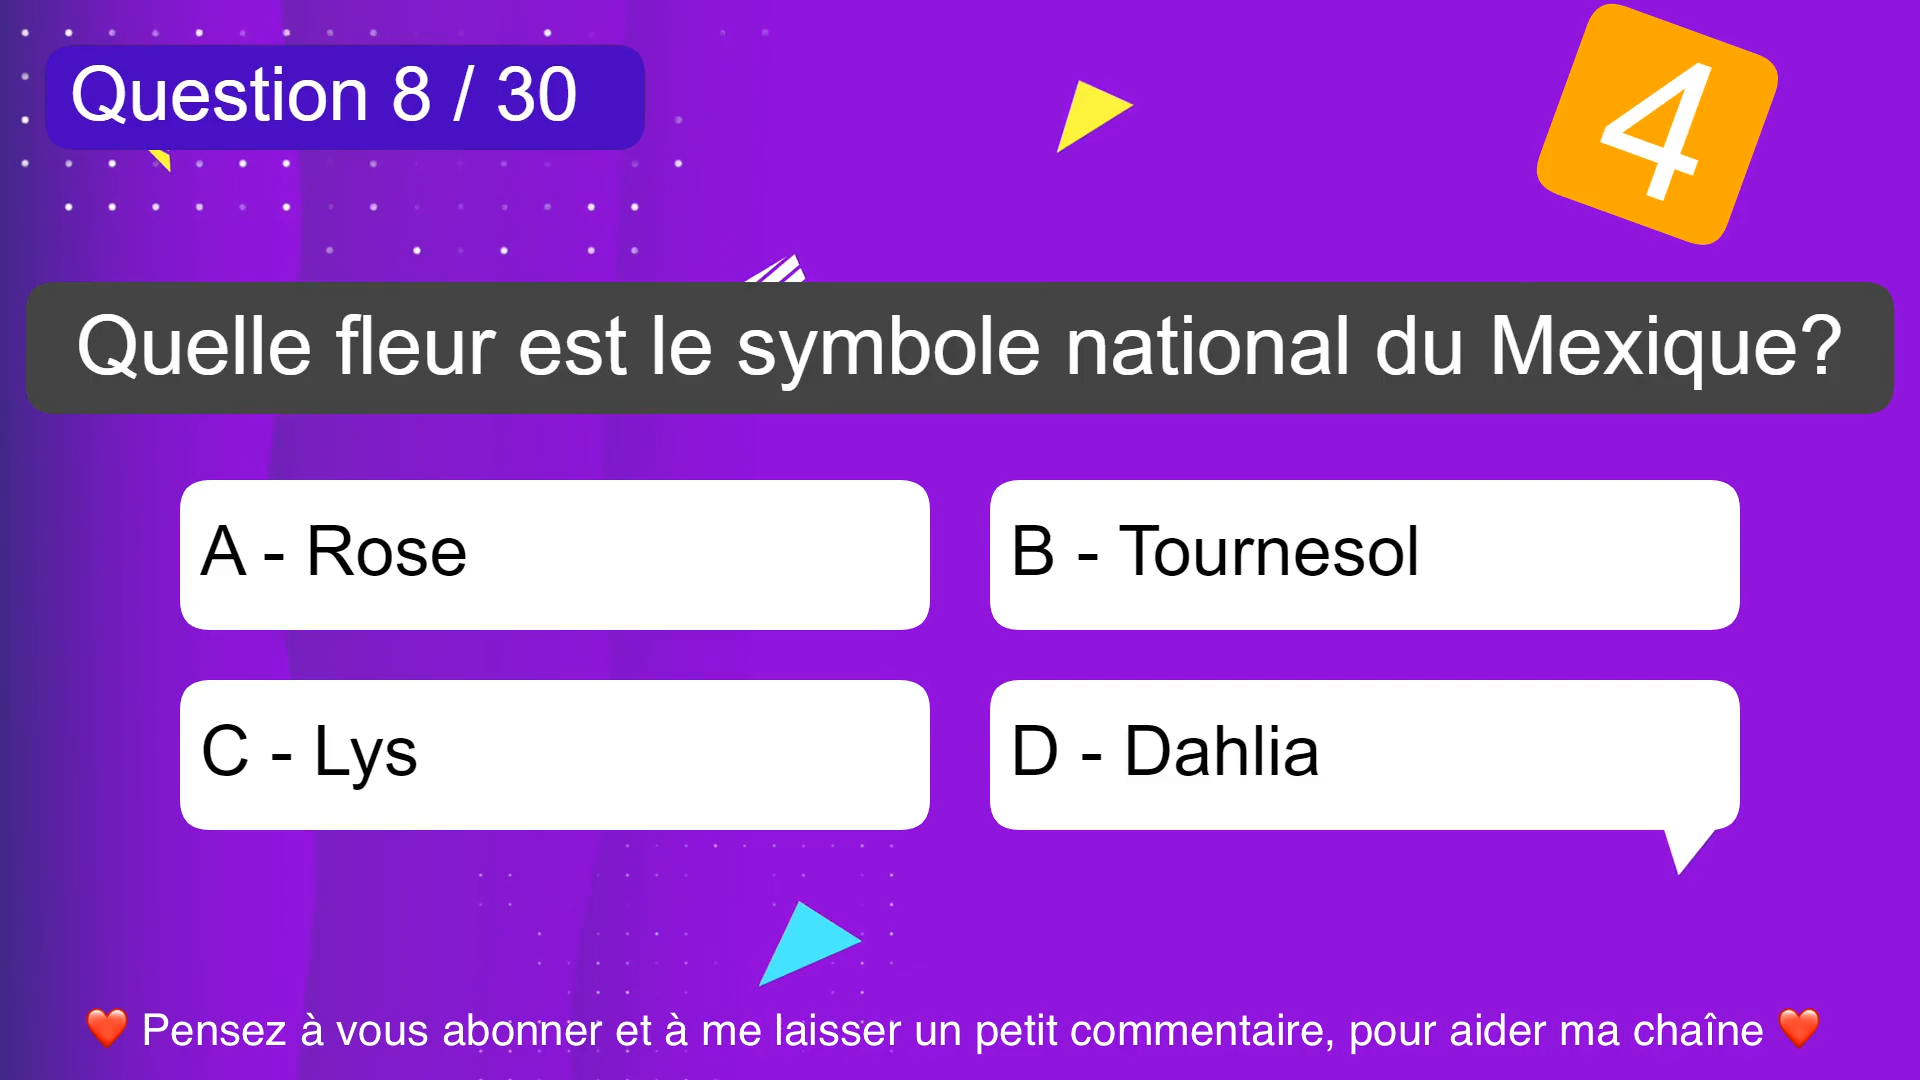 Question 8 / 30
4
Quelle fleur est le symbole national du Mexique?
A - Rose
B - Tournesol
C - Lys
D - Dahlia
❤️ Pensez à vous abonner et à me laisser un petit commentaire, pour aider ma chaîne ❤️